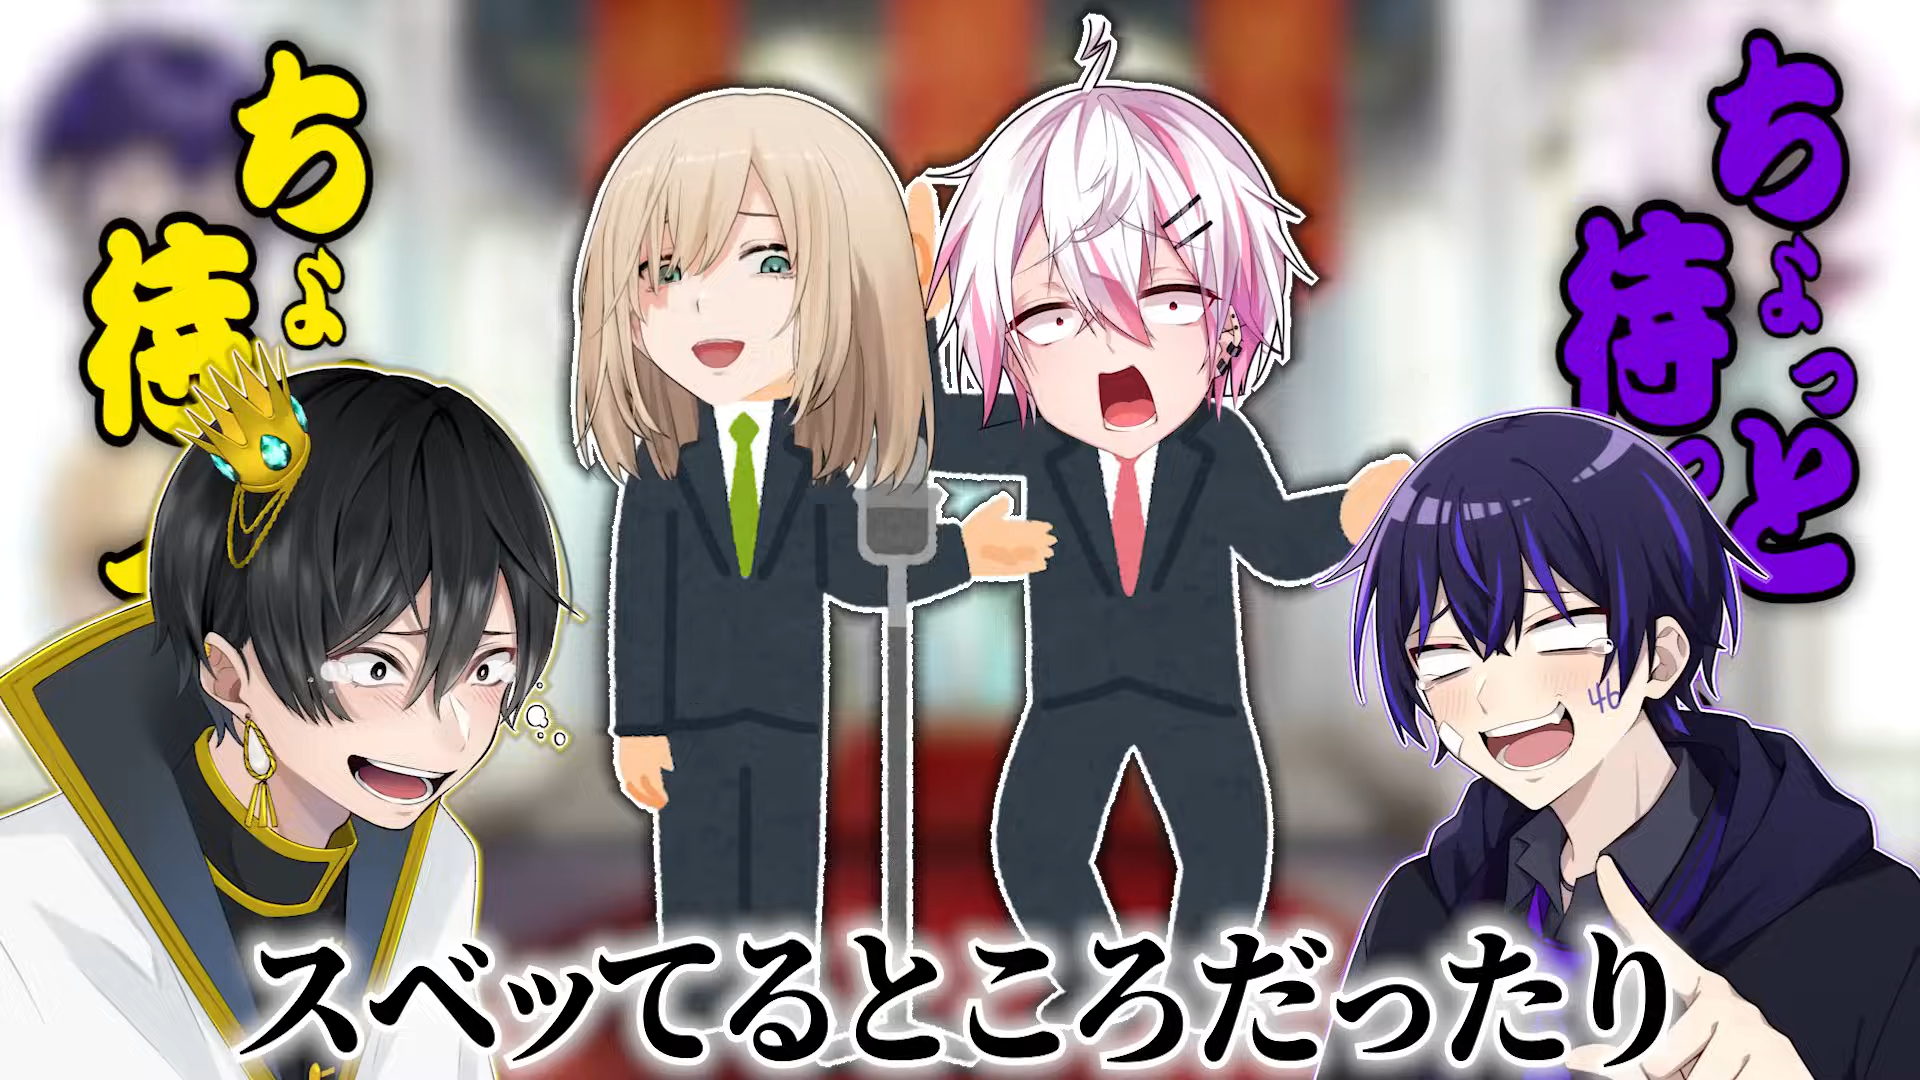 ちょ
待
ちょっと
待っ
スベッてるところだったり